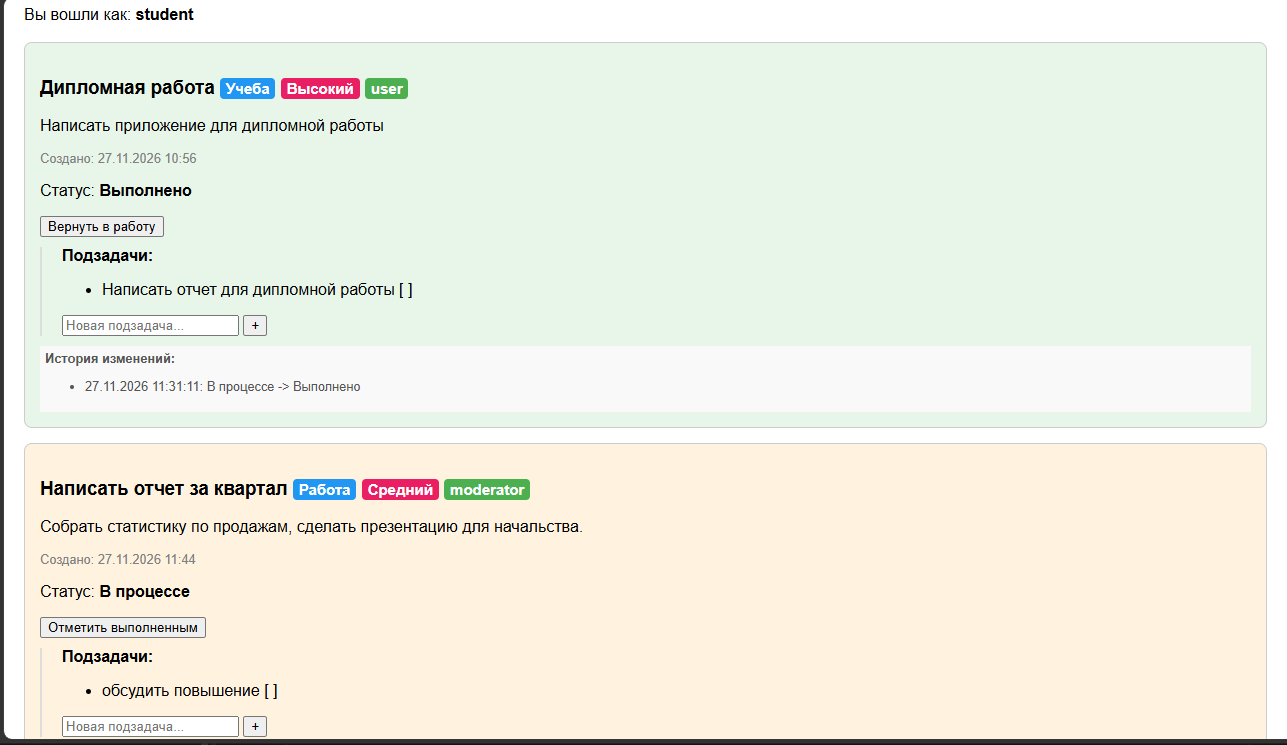 Вы вошли как: student
Дипломная работа Учеба Высокий user
Написать приложение для дипломной работы
Создано: 27.11.2026 10:56
Статус: Выполнено
Вернуть в работу
Подзадачи:
• Написать отчет для дипломной работы [ ]
Новая подзадача... +
История изменений:
• 27.11.2026 11:31:11: В процессе -> Выполнено
Написать отчет за квартал Работа Средний moderator
Собрать статистику по продажам, сделать презентацию для начальства.
Создано: 27.11.2026 11:44
Статус: В процессе
Отметить выполненным
Подзадачи:
• обсудить повышение [ ]
Новая подзадача... +